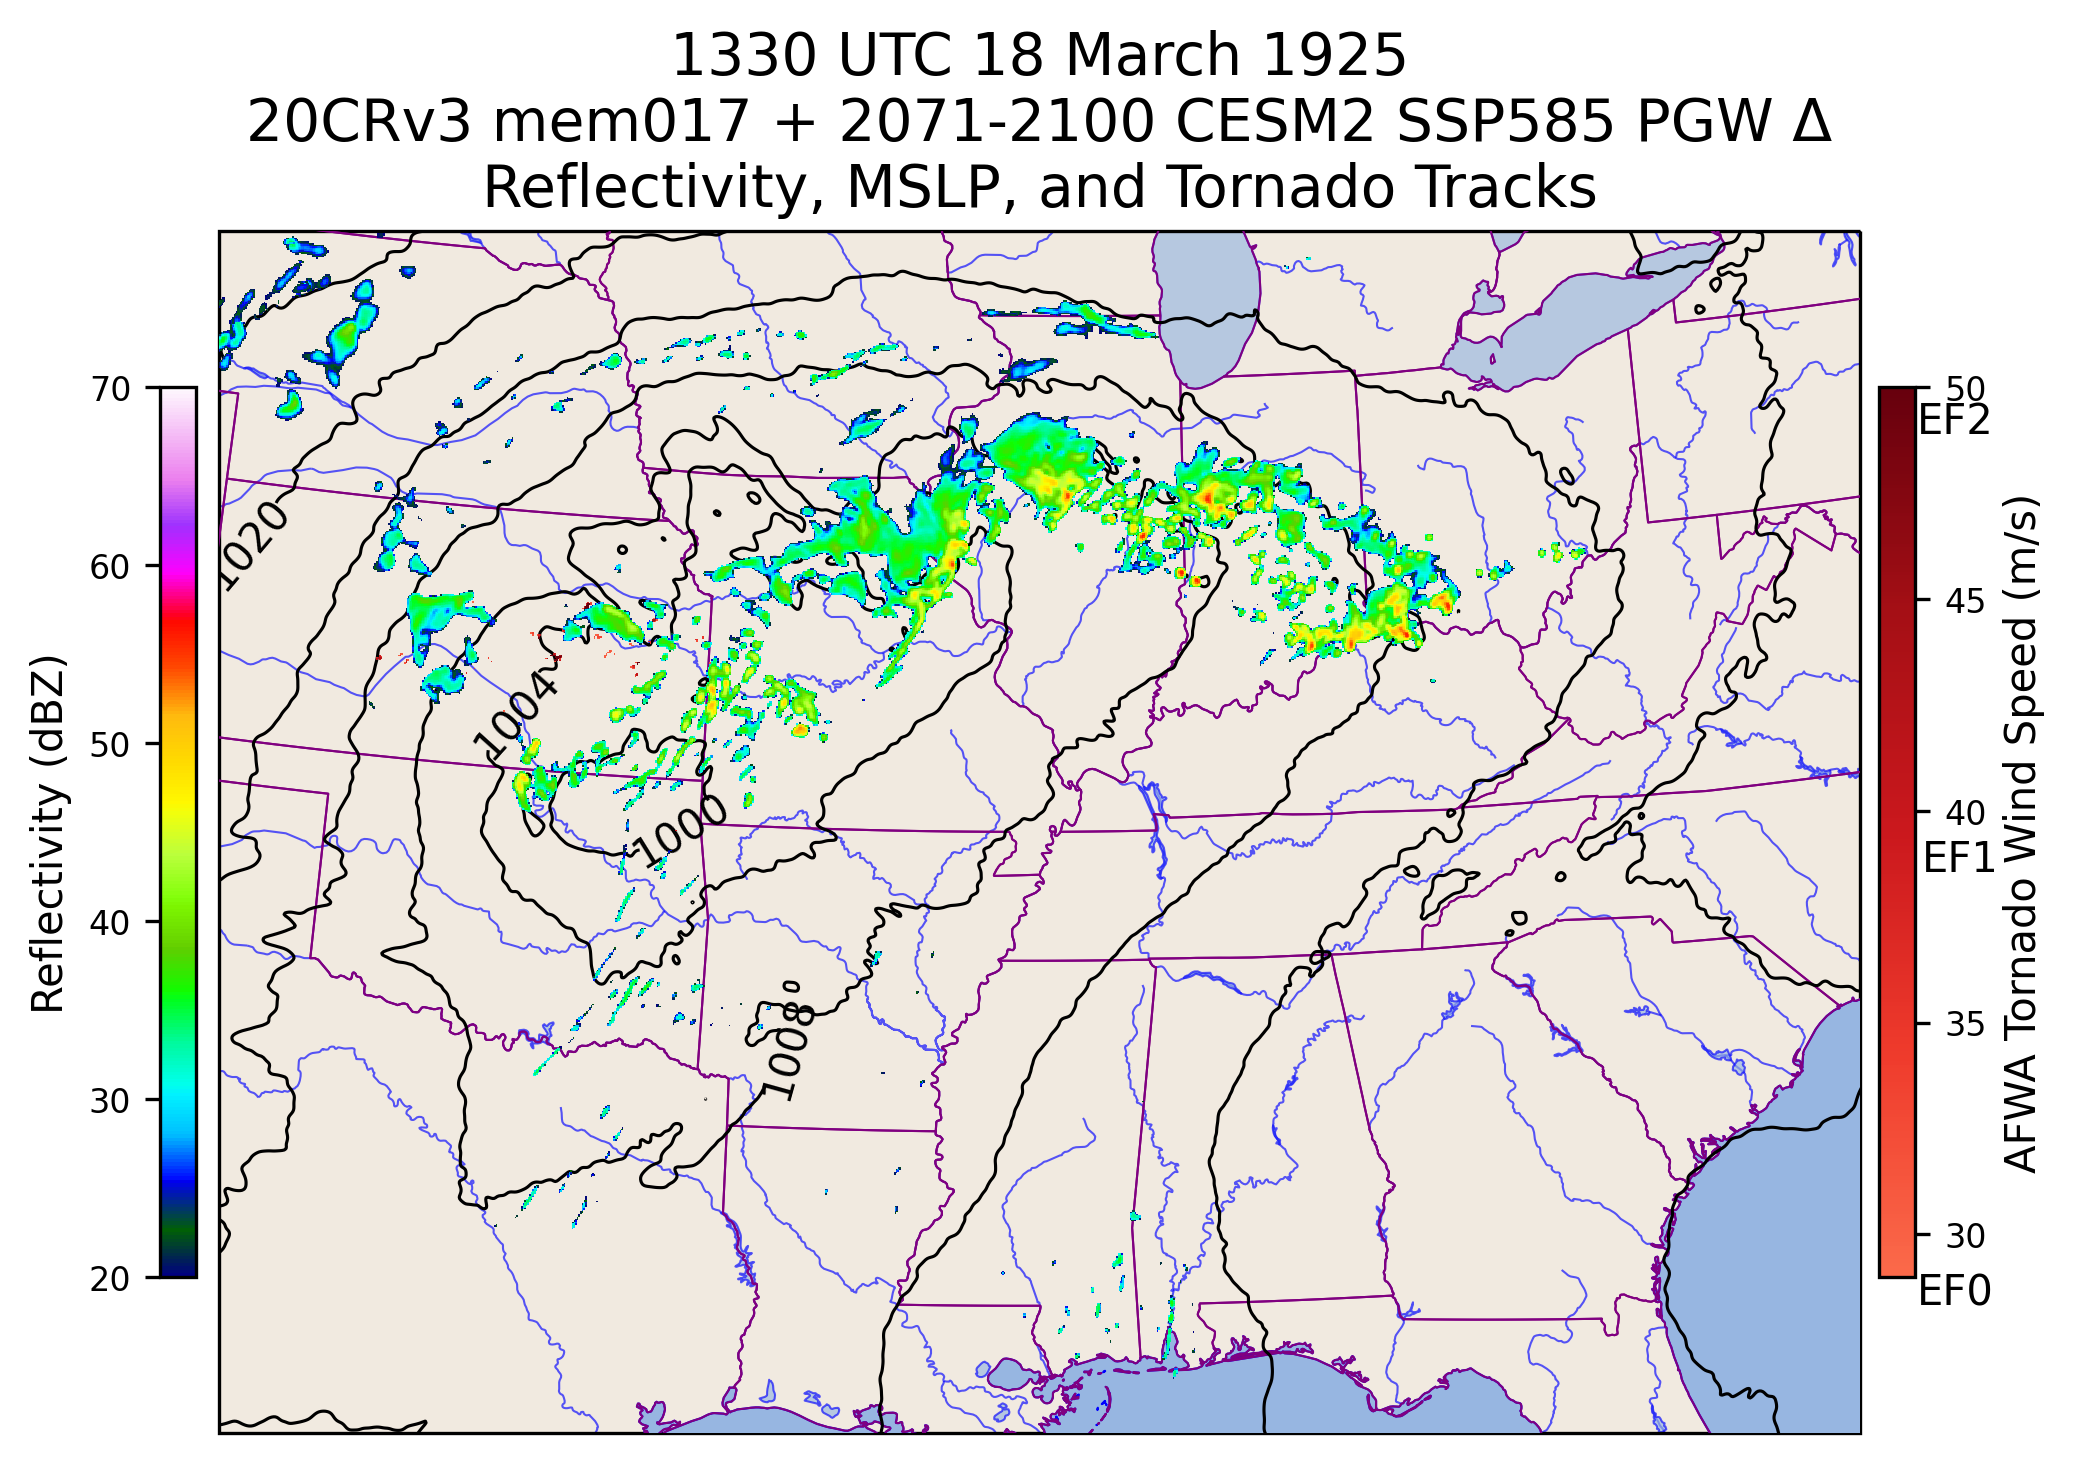 1330 UTC 18 March 1925
20CRv3 mem017 + 2071-2100 CESM2 SSP585 PGW Δ
Reflectivity, MSLP, and Tornado Tracks
70
60
50
40
30
20
Reflectivity (dBZ)
1020
1004
1000
1008
50
EF2
45
40
EF1
35
30
EF0
AFWA Tornado Wind Speed (m/s)